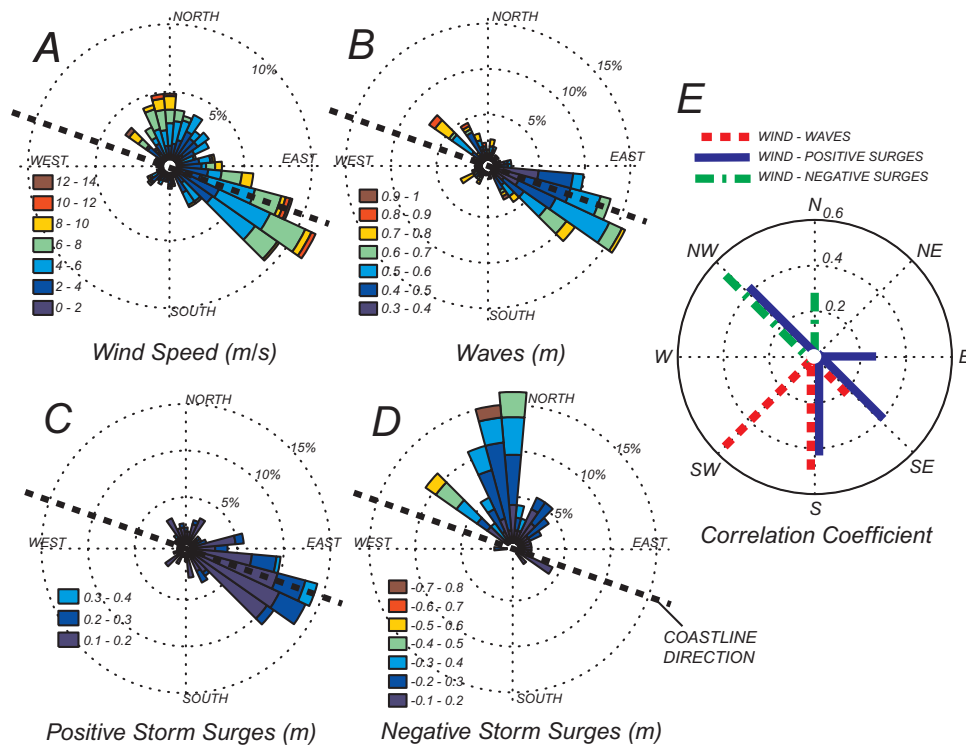 A
NORTH
10%
5%
WEST
EAST
SOUTH
12 - 14
10 - 12
8 - 10
6 - 8
4 - 6
2 - 4
0 - 2
Wind Speed (m/s)
B
NORTH
15%
10%
5%
WEST
EAST
SOUTH
0.9 - 1
0.8 - 0.9
0.7 - 0.8
0.6 - 0.7
0.5 - 0.6
0.4 - 0.5
0.3 - 0.4
Waves (m)
E
WIND - WAVES
WIND - POSITIVE SURGES
WIND - NEGATIVE SURGES
N
0.6
0.4
0.2
NW
NE
W
E
SW
SE
S
Correlation Coefficient
C
NORTH
15%
10%
5%
WEST
EAST
SOUTH
0.3 - 0.4
0.2 - 0.3
0.1 - 0.2
Positive Storm Surges (m)
D
NORTH
15%
10%
5%
WEST
EAST
SOUTH
-0.7 - 0.8
-0.6 - 0.7
-0.5 - 0.6
-0.4 - 0.5
-0.3 - 0.4
-0.2 - 0.3
-0.1 - 0.2
Negative Storm Surges (m)
COASTLINE
DIRECTION